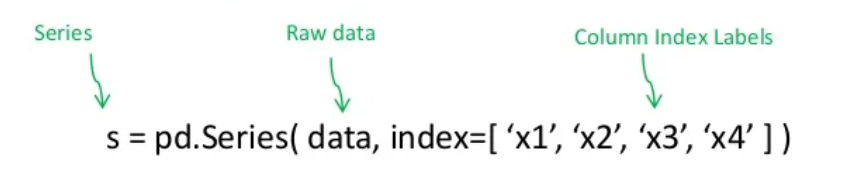 Series
Raw data
Column Index Labels
s = pd.Series( data, index=[ ‘x1’, ‘x2’, ‘x3’, ‘x4’ ] )